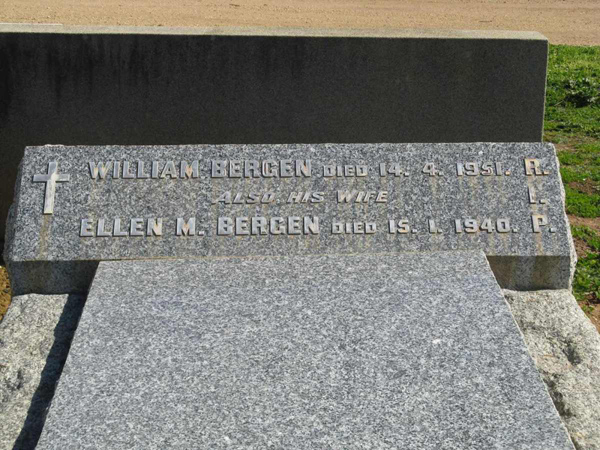 WILLIAM BERGEN DIED 14. 4. 1951. R.
ALSO HIS WIFE I.
ELLEN M. BERGEN DIED 15. 1. 1940. P.